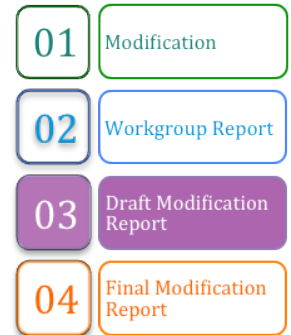 01
Modification
02
Workgroup Report
03
Draft Modification
Report
04
Final Modification
Report